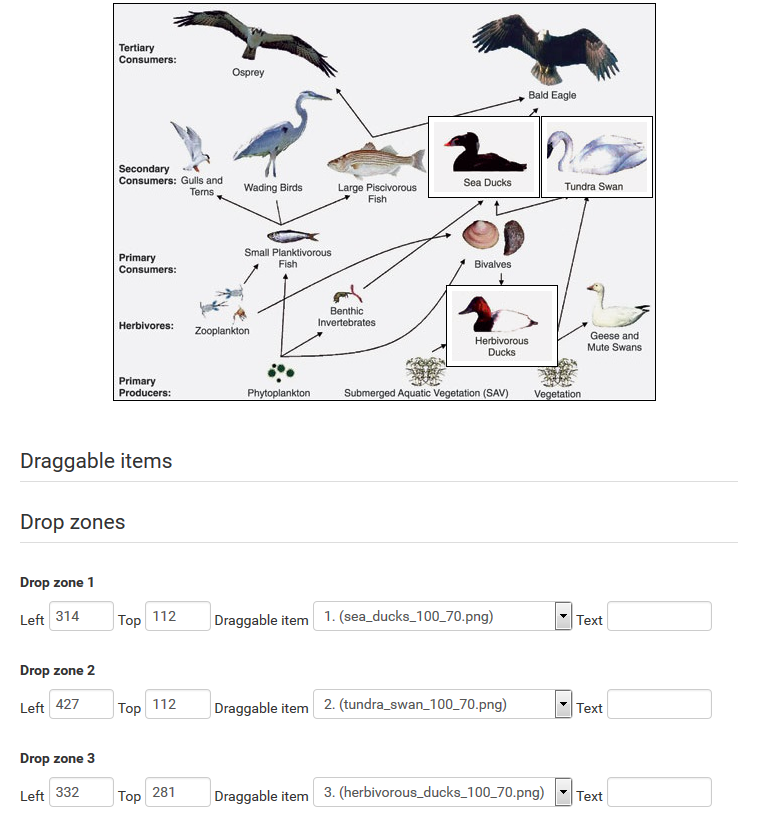 Tertiary
Consumers:
Osprey
Bald Eagle
Secondary
Consumers:
Gulls and
Terns
Wading Birds
Large Piscivorous
Fish
Sea Ducks
Tundra Swan
Primary
Consumers:
Small Planktivorous
Fish
Bivalves
Herbivores:
Zooplankton
Benthic
Invertebrates
Herbivorous
Ducks
Geese and
Mute Swans
Primary
Producers:
Phytoplankton
Submerged Aquatic Vegetation (SAV)
Vegetation
Draggable items
Drop zones
Drop zone 1
Left 314 Top 112 Draggable item 1. (sea_ducks_100_70.png) Text
Drop zone 2
Left 427 Top 112 Draggable item 2. (tundra_swan_100_70.png) Text
Drop zone 3
Left 332 Top 281 Draggable item 3. (herbivorous_ducks_100_70.png) Text